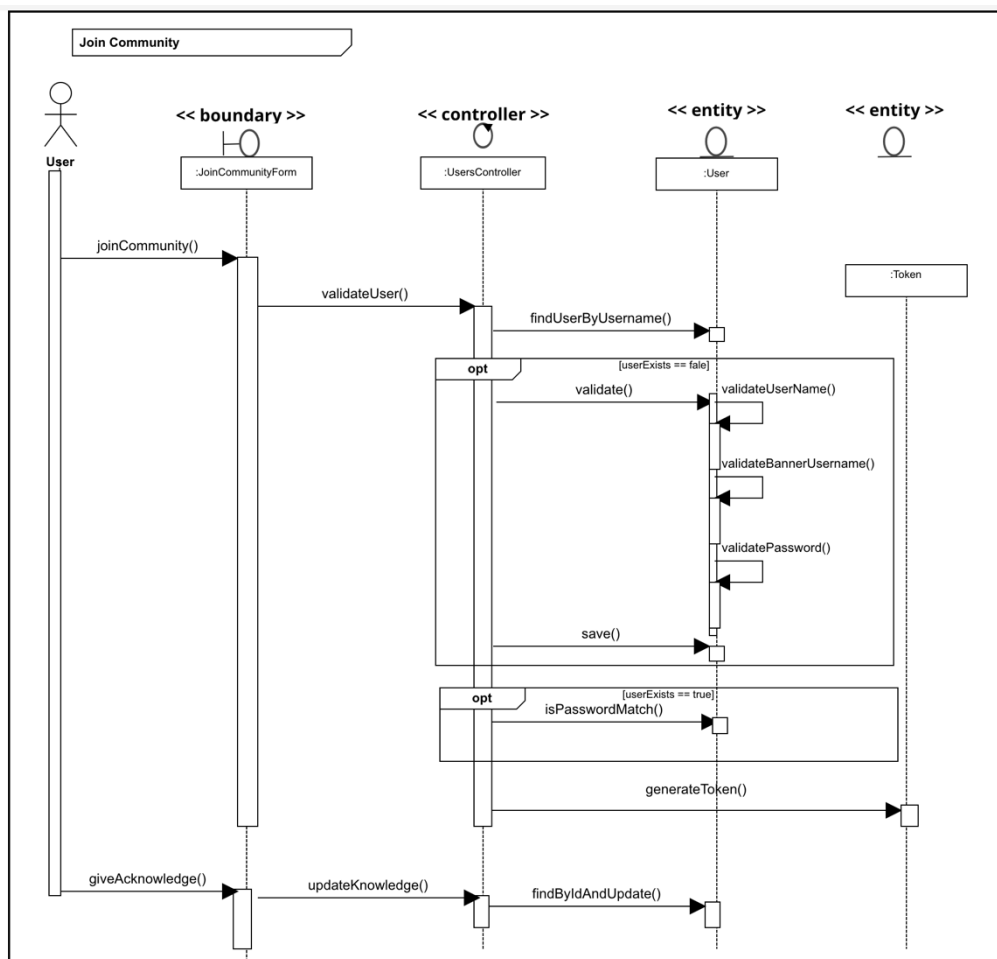 Join Community
<< boundary >>
<< controller >>
<< entity >>
<< entity >>
User
:JoinCommunityForm
:UsersController
:User
joinCommunity()
:Token
validateUser()
findUserByUsername()
opt
[userExists == fale]
validate()
validateUserName()
validateBannerUsername()
validatePassword()
save()
opt
[userExists == true]
isPasswordMatch()
generateToken()
giveAcknowledge()
updateKnowledge()
findByIdAndUpdate()